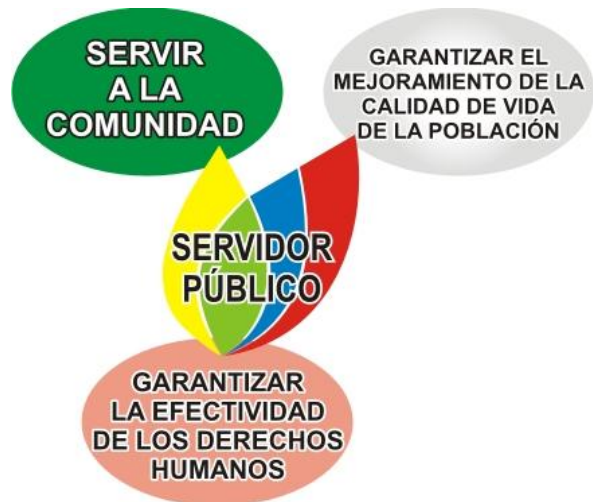 SERVIR
A LA
COMUNIDAD
GARANTIZAR EL
MEJORAMIENTO DE LA
CALIDAD DE VIDA
DE LA POBLACIÓN
SERVIDOR
PÚBLICO
GARANTIZAR
LA EFECTIVIDAD
DE LOS DERECHOS
HUMANOS